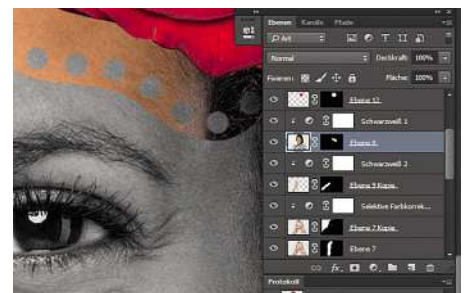 Ebenen Kanäle Pfade
Art
Normal Deckkraft: 100%
Fixieren: Fläche: 100%
Ebene 12
Schwarzweiß 1
Ebene 8
Schwarzweiß 2
Ebene 9 Kopie
Selektive Farbkorrek...
Ebene 7 Kopie
Ebene 7
Protokoll